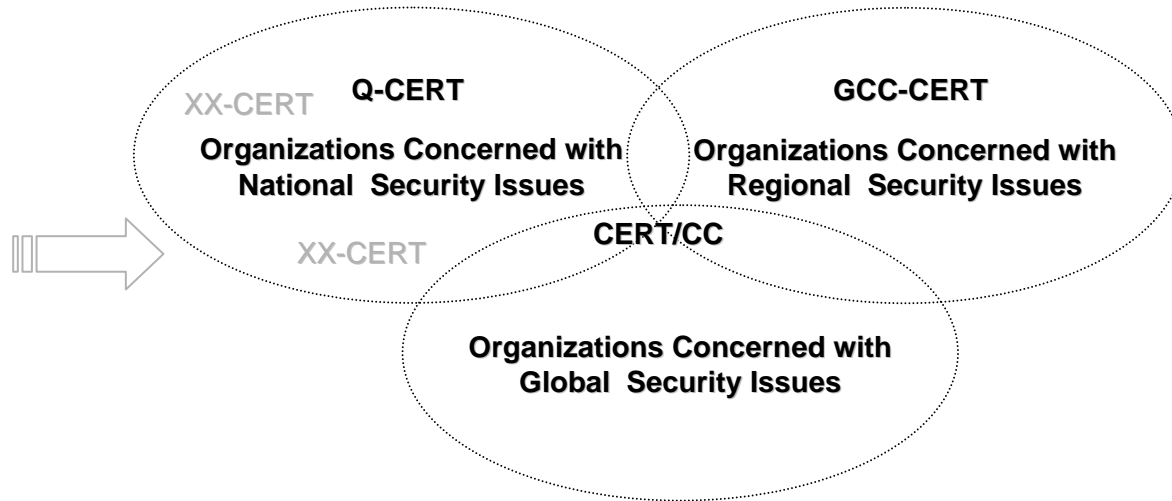 XX-CERT
Q-CERT
Organizations Concerned with
National Security Issues
XX-CERT
GCC-CERT
Organizations Concerned with
Regional Security Issues
CERT/CC
Organizations Concerned with
Global Security Issues